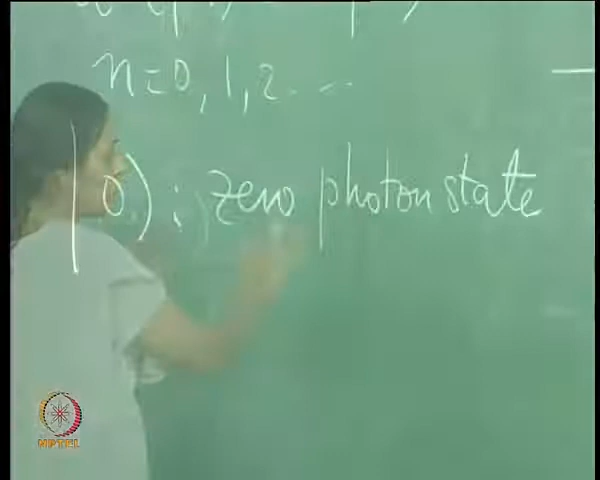 n=0,1,2...
|0⟩ : zero photon state
NPTEL